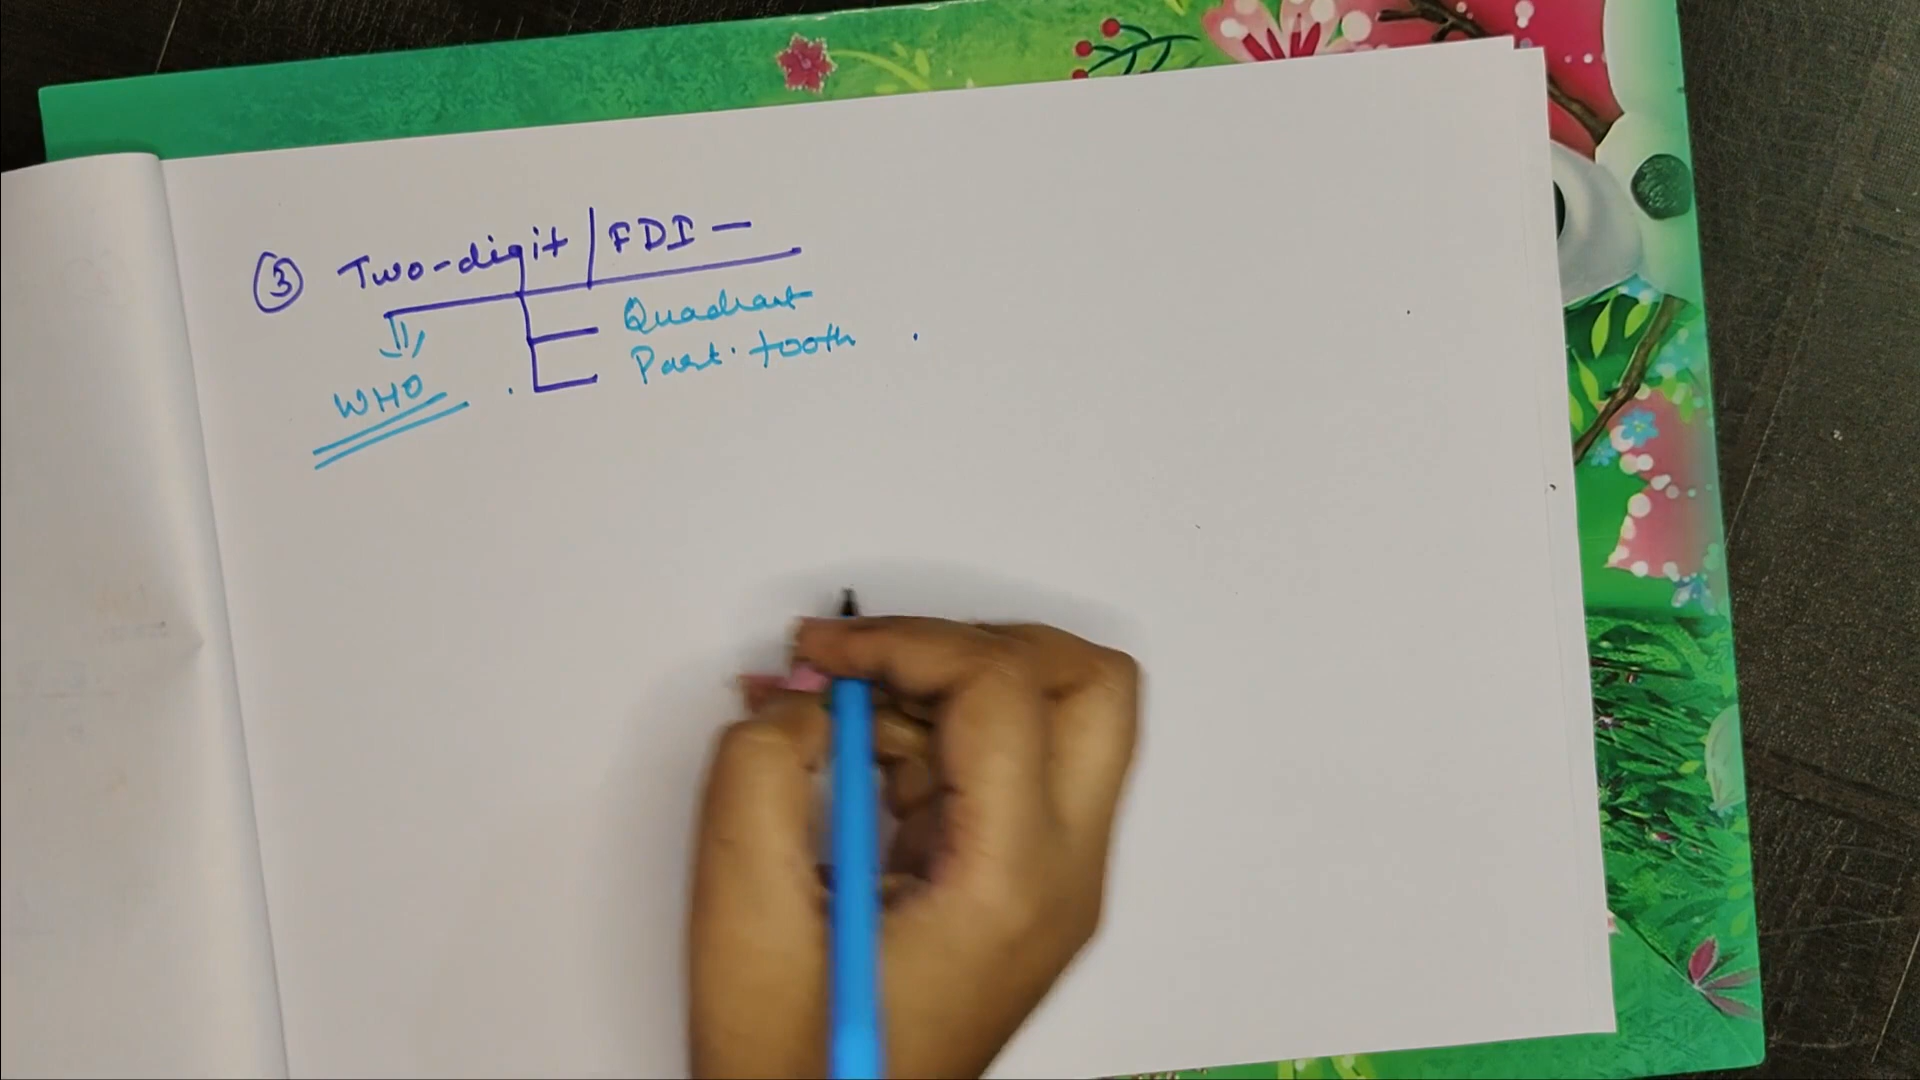 ③ Two-digit / FDI —
Quadrant
Part. tooth
WHO